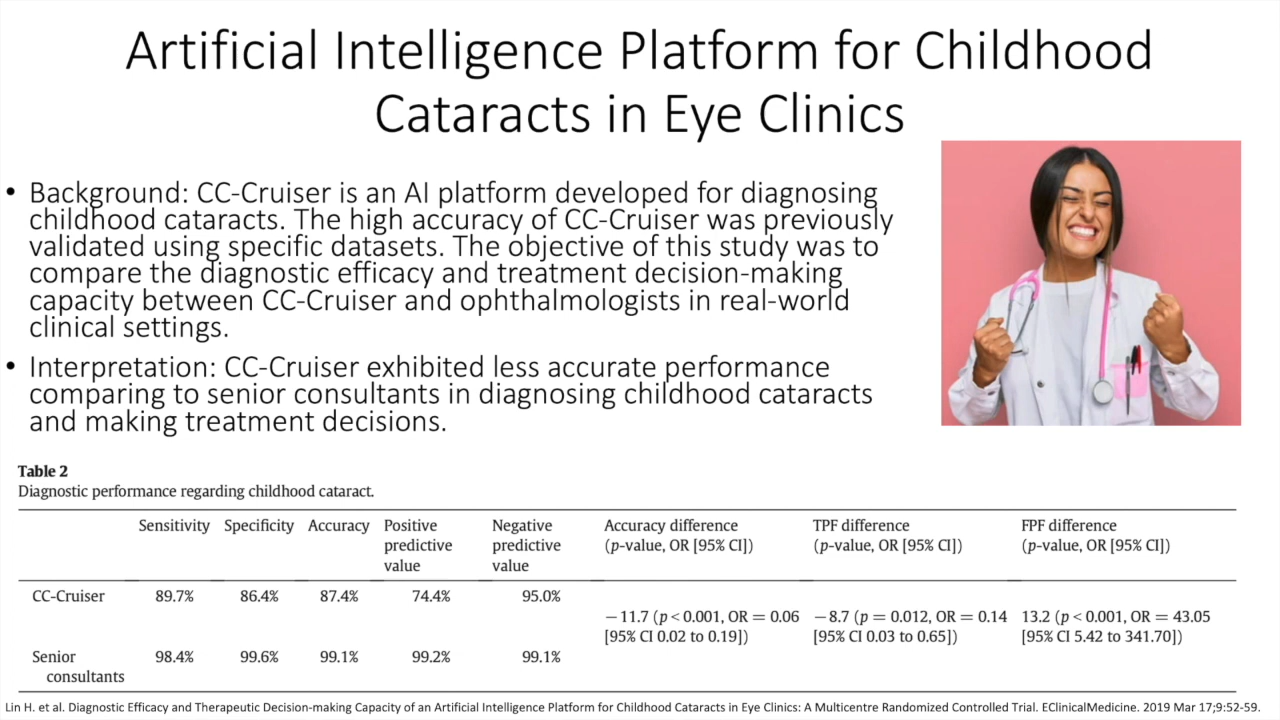 Artificial Intelligence Platform for Childhood
Cataracts in Eye Clinics
• Background: CC-Cruiser is an AI platform developed for diagnosing
childhood cataracts. The high accuracy of CC-Cruiser was previously
validated using specific datasets. The objective of this study was to
compare the diagnostic efficacy and treatment decision-making
capacity between CC-Cruiser and ophthalmologists in real-world
clinical settings.
• Interpretation: CC-Cruiser exhibited less accurate performance
comparing to senior consultants in diagnosing childhood cataracts
and making treatment decisions.
Table 2
Diagnostic performance regarding childhood cataract.
Sensitivity Specificity Accuracy Positive Negative Accuracy difference TPF difference FPF difference
predictive predictive (p-value, OR [95% CI]) (p-value, OR [95% CI]) (p-value, OR [95% CI])
value value
CC-Cruiser 89.7% 86.4% 87.4% 74.4% 95.0%
−11.7 (p < 0.001, OR = 0.06 −8.7 (p = 0.012, OR = 0.14 13.2 (p < 0.001, OR = 43.05
[95% CI 0.02 to 0.19]) [95% CI 0.03 to 0.65]) [95% CI 5.42 to 341.70])
Senior 98.4% 99.6% 99.1% 99.2% 99.1%
consultants
Lin H. et al. Diagnostic Efficacy and Therapeutic Decision-making Capacity of an Artificial Intelligence Platform for Childhood Cataracts in Eye Clinics: A Multicentre Randomized Controlled Trial. EClinicalMedicine. 2019 Mar 17;9:52-59.